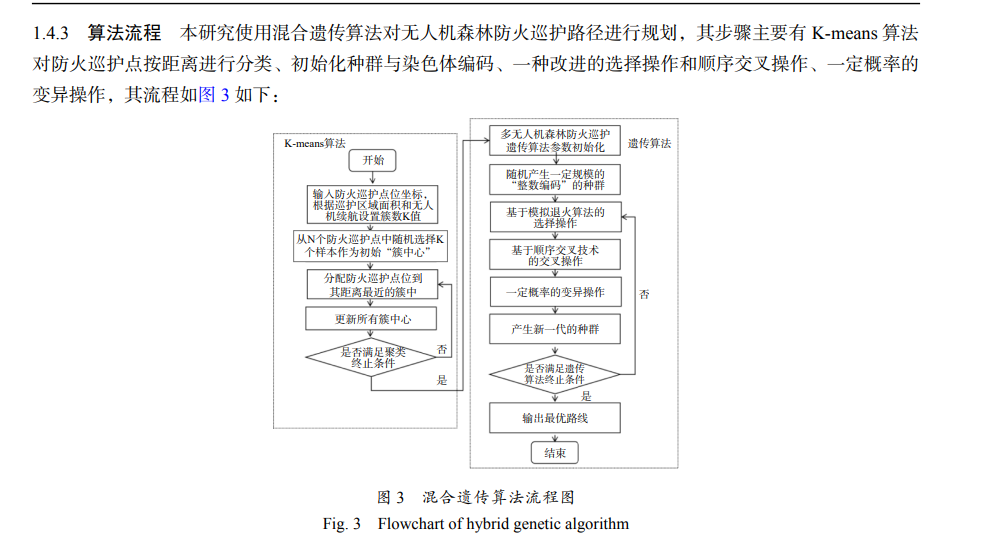 1.4.3 算法流程 本研究使用混合遗传算法对无人机森林防火巡护路径进行规划，其步骤主要有 K-means 算法
对防火巡护点按距离进行分类、初始化种群与染色体编码、一种改进的选择操作和顺序交叉操作、一定概率的
变异操作，其流程如图 3 如下：
K-means算法
开始
输入防火巡护点位坐标，
根据巡护区域面积和无人
机续航设置簇数K值
从N个防火巡护点中随机选择K
个样本作为初始“簇中心”
分配防火巡护点位到
其距离最近的簇中
更新所有簇中心
是否满足聚类
终止条件
否
是
遗传算法
多无人机森林防火巡护
遗传算法参数初始化
随机产生一定规模的
“整数编码”的种群
基于模拟退火算法的
选择操作
基于顺序交叉技术
的交叉操作
一定概率的变异操作
否
产生新一代的种群
是否满足遗传
算法终止条件
是
输出最优路线
结束
图 3 混合遗传算法流程图
Fig. 3 Flowchart of hybrid genetic algorithm